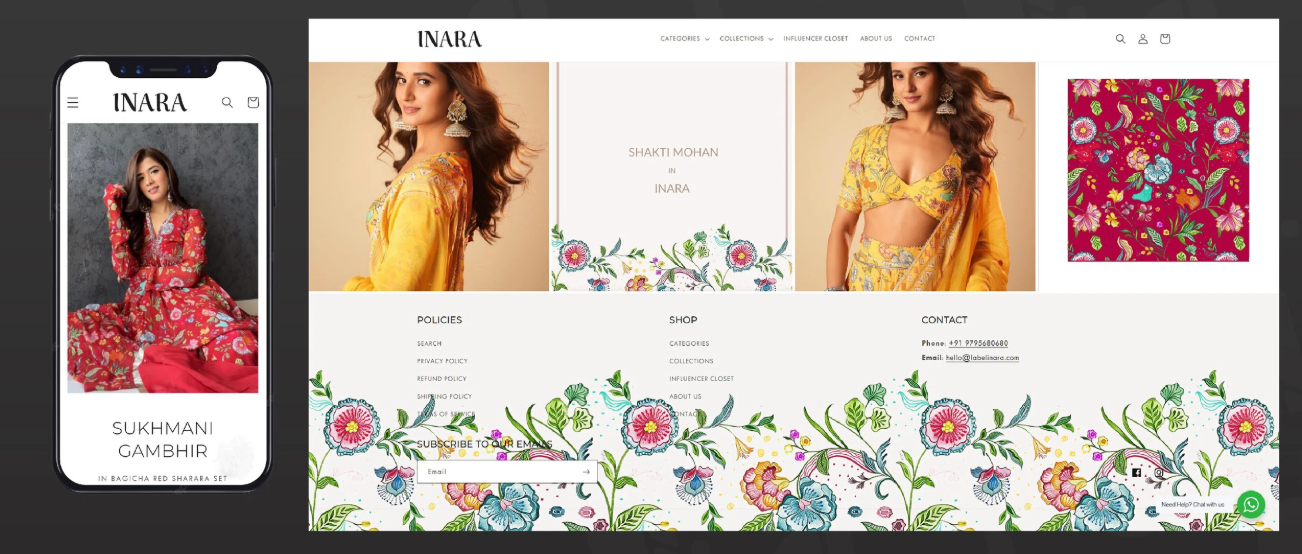 INARA
SUKHMANI
GAMBHIR
IN BAGICHA RED SHARARA SET
INARA
CATEGORIES
COLLECTIONS
INFLUENCER CLOSET
ABOUT US
CONTACT
SHAKTI MOHAN
IN
INARA
POLICIES
SEARCH
PRIVACY POLICY
REFUND POLICY
SHIPPING POLICY
TERMS OF SERVICE
SHOP
CATEGORIES
COLLECTIONS
INFLUENCER CLOSET
ABOUT US
CONTACT
CONTACT
Phone: +91 9795680680
Email: hello@labelinara.com
SUBSCRIBE TO OUR EMAILS
Email
Need Help? Chat with us